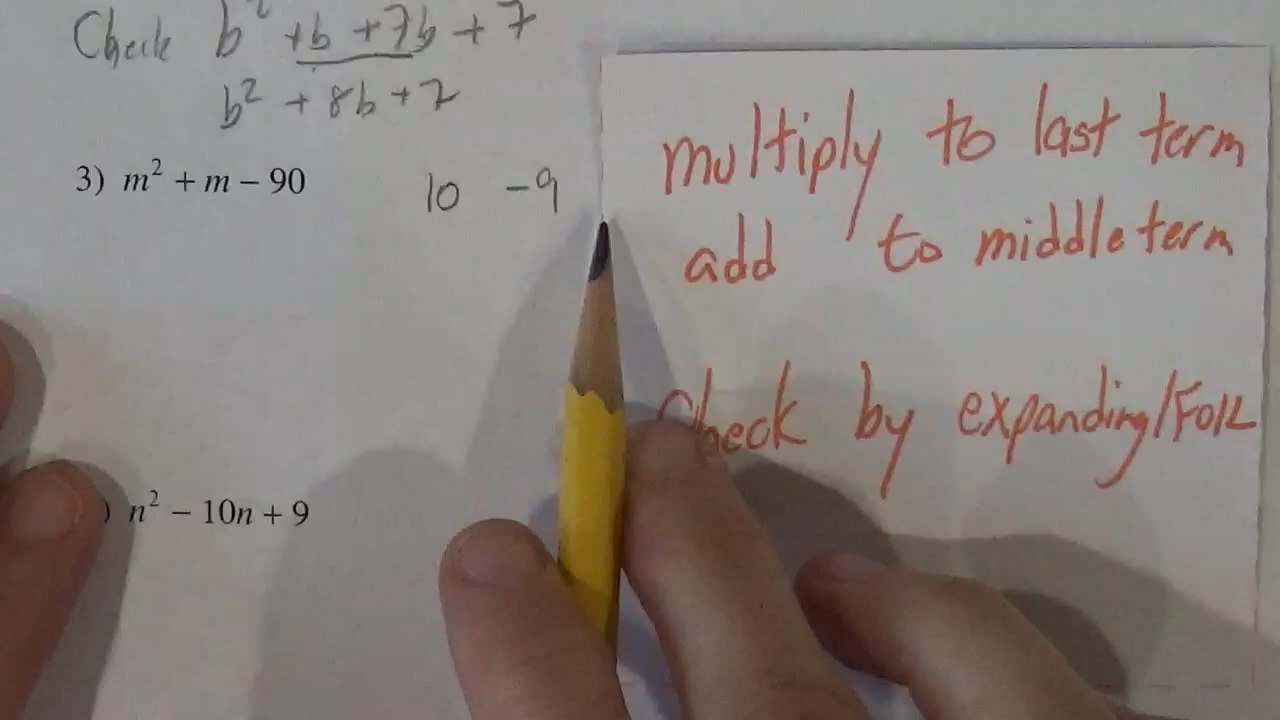 Check b² + b + 7b + 7
b² + 8b + 7
3) m² + m − 90
10 −9
) n² − 10n + 9
multiply to last term
add to middle term
Check by expanding/FOIL